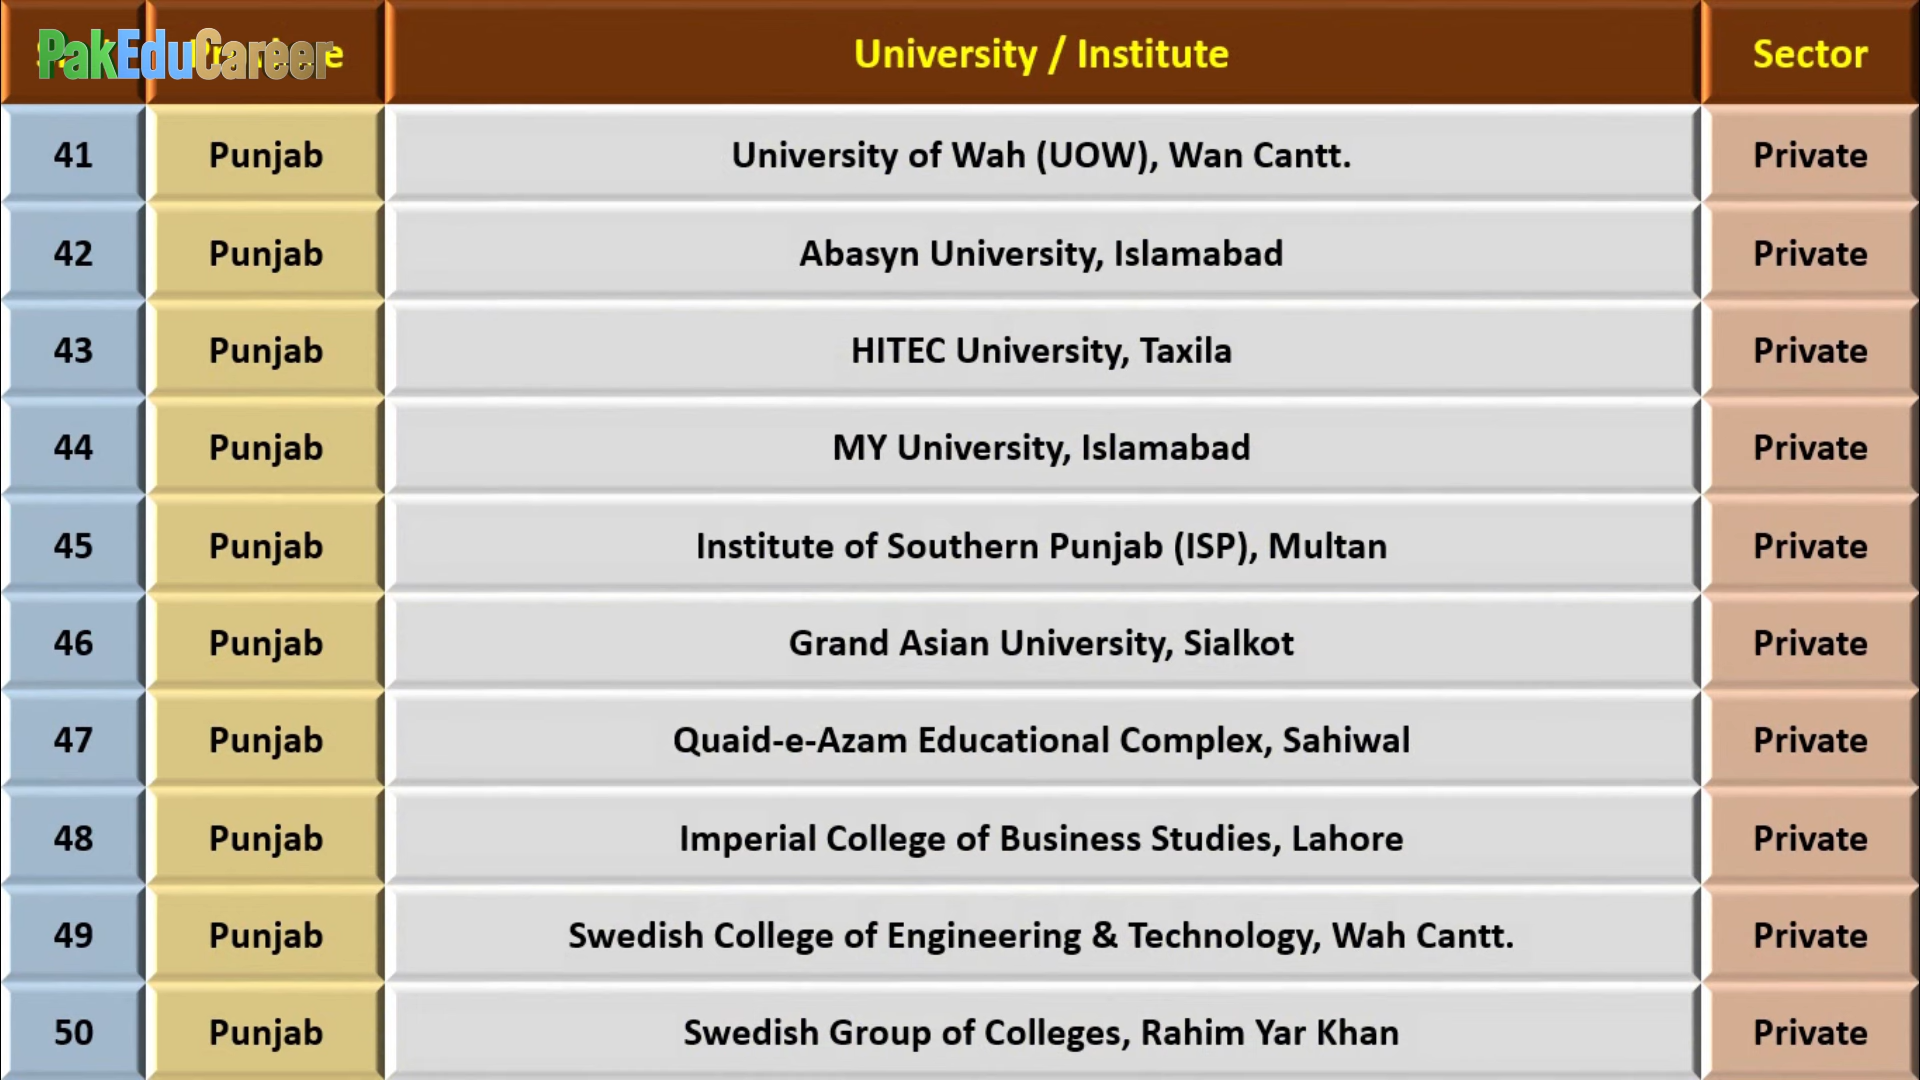 PakEduCareer
University / Institute Sector
41 Punjab University of Wah (UOW), Wan Cantt. Private
42 Punjab Abasyn University, Islamabad Private
43 Punjab HITEC University, Taxila Private
44 Punjab MY University, Islamabad Private
45 Punjab Institute of Southern Punjab (ISP), Multan Private
46 Punjab Grand Asian University, Sialkot Private
47 Punjab Quaid-e-Azam Educational Complex, Sahiwal Private
48 Punjab Imperial College of Business Studies, Lahore Private
49 Punjab Swedish College of Engineering & Technology, Wah Cantt. Private
50 Punjab Swedish Group of Colleges, Rahim Yar Khan Private